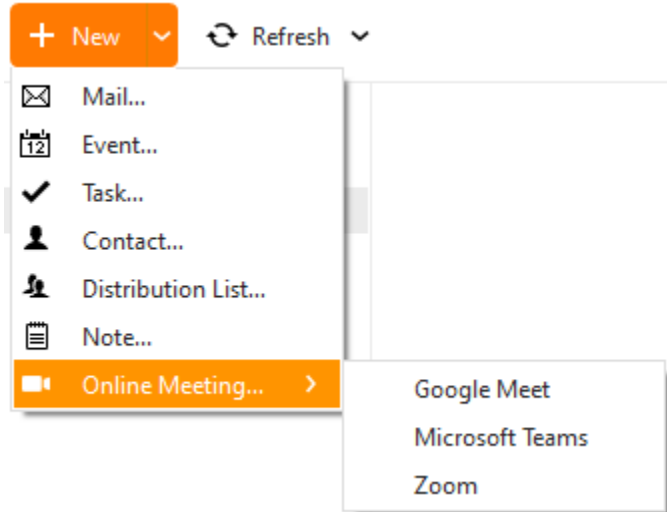 New
Refresh
Mail...
12
Event...
Task...
Contact...
Distribution List...
Note...
Online Meeting...
Google Meet
Microsoft Teams
Zoom